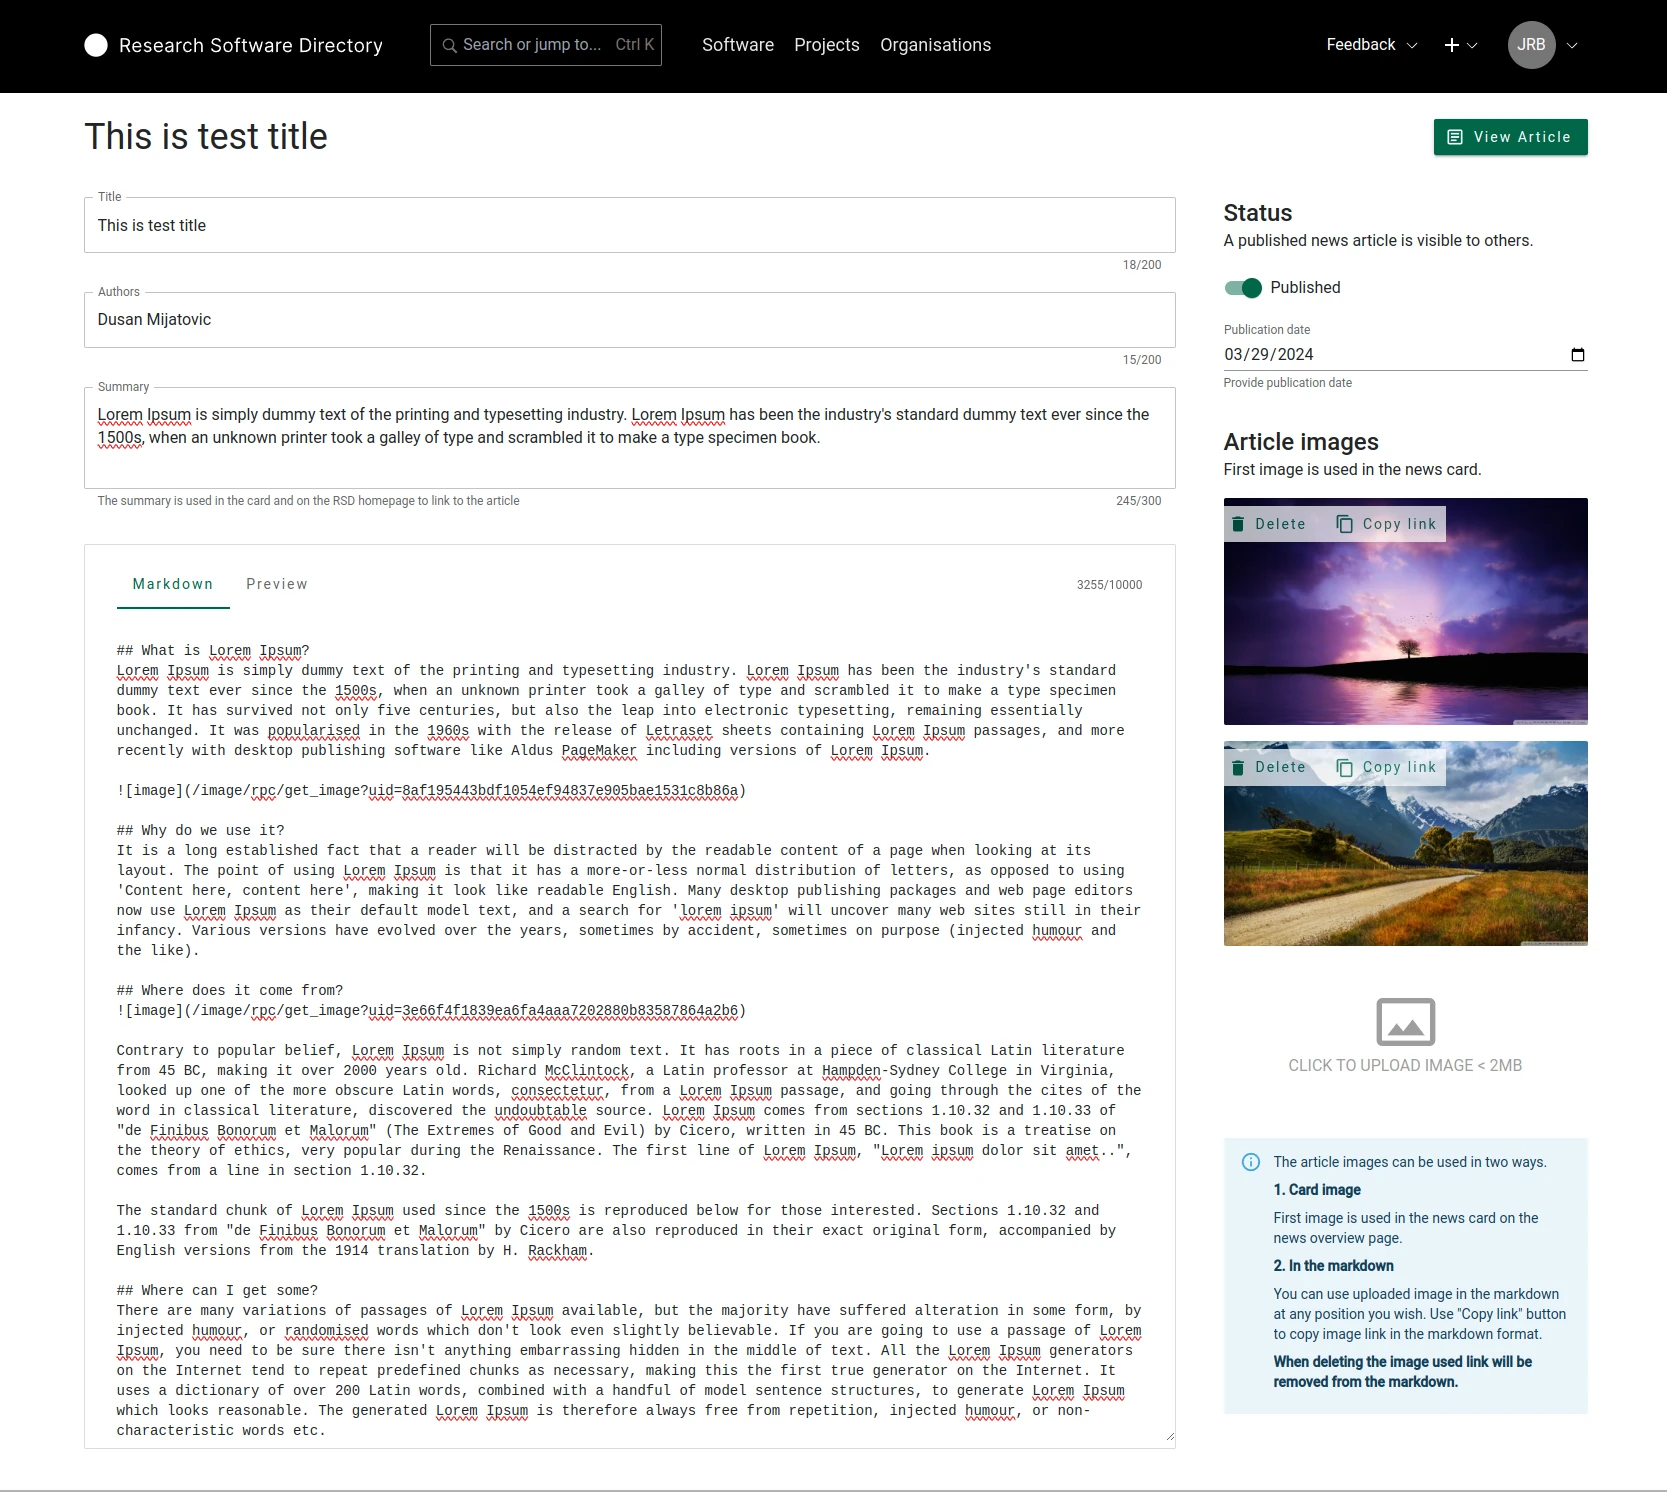 Research Software Directory
Search or jump to... Ctrl K
Software Projects Organisations
Feedback
JRB
This is test title
View Article
Title
This is test title
18/200
Authors
Dusan Mijatovic
15/200
Summary
Lorem Ipsum is simply dummy text of the printing and typesetting industry. Lorem Ipsum has been the industry's standard dummy text ever since the
1500s, when an unknown printer took a galley of type and scrambled it to make a type specimen book.
The summary is used in the card and on the RSD homepage to link to the article
245/300
Markdown Preview
3255/10000
## What is Lorem Ipsum?
Lorem Ipsum is simply dummy text of the printing and typesetting industry. Lorem Ipsum has been the industry's standard
dummy text ever since the 1500s, when an unknown printer took a galley of type and scrambled it to make a type specimen
book. It has survived not only five centuries, but also the leap into electronic typesetting, remaining essentially
unchanged. It was popularised in the 1960s with the release of Letraset sheets containing Lorem Ipsum passages, and more
recently with desktop publishing software like Aldus PageMaker including versions of Lorem Ipsum.
![image](/image/rpc/get_image?uid=8af195443bdf1054ef94837e905bae1531c8b86a)
## Why do we use it?
It is a long established fact that a reader will be distracted by the readable content of a page when looking at its
layout. The point of using Lorem Ipsum is that it has a more-or-less normal distribution of letters, as opposed to using
'Content here, content here', making it look like readable English. Many desktop publishing packages and web page editors
now use Lorem Ipsum as their default model text, and a search for 'lorem ipsum' will uncover many web sites still in their
infancy. Various versions have evolved over the years, sometimes by accident, sometimes on purpose (injected humour and
the like).
## Where does it come from?
![image](/image/rpc/get_image?uid=3e66f4f1839ea6fa4aaa7202880b83587864a2b6)
Contrary to popular belief, Lorem Ipsum is not simply random text. It has roots in a piece of classical Latin literature
from 45 BC, making it over 2000 years old. Richard McClintock, a Latin professor at Hampden-Sydney College in Virginia,
looked up one of the more obscure Latin words, consectetur, from a Lorem Ipsum passage, and going through the cites of the
word in classical literature, discovered the undoubtable source. Lorem Ipsum comes from sections 1.10.32 and 1.10.33 of
"de Finibus Bonorum et Malorum" (The Extremes of Good and Evil) by Cicero, written in 45 BC. This book is a treatise on
the theory of ethics, very popular during the Renaissance. The first line of Lorem Ipsum, "Lorem ipsum dolor sit amet..",
comes from a line in section 1.10.32.
The standard chunk of Lorem Ipsum used since the 1500s is reproduced below for those interested. Sections 1.10.32 and
1.10.33 from "de Finibus Bonorum et Malorum" by Cicero are also reproduced in their exact original form, accompanied by
English versions from the 1914 translation by H. Rackham.
## Where can I get some?
There are many variations of passages of Lorem Ipsum available, but the majority have suffered alteration in some form, by
injected humour, or randomised words which don't look even slightly believable. If you are going to use a passage of Lorem
Ipsum, you need to be sure there isn't anything embarrassing hidden in the middle of text. All the Lorem Ipsum generators
on the Internet tend to repeat predefined chunks as necessary, making this the first true generator on the Internet. It
uses a dictionary of over 200 Latin words, combined with a handful of model sentence structures, to generate Lorem Ipsum
which looks reasonable. The generated Lorem Ipsum is therefore always free from repetition, injected humour, or non-
characteristic words etc.
Status
A published news article is visible to others.
Published
Publication date
03/29/2024
Provide publication date
Article images
First image is used in the news card.
Delete Copy link
Delete Copy link
CLICK TO UPLOAD IMAGE < 2MB
The article images can be used in two ways.
1. Card image
First image is used in the news card on the
news overview page.
2. In the markdown
You can use uploaded image in the markdown
at any position you wish. Use "Copy link" button
to copy image link in the markdown format.
When deleting the image used link will be
removed from the markdown.